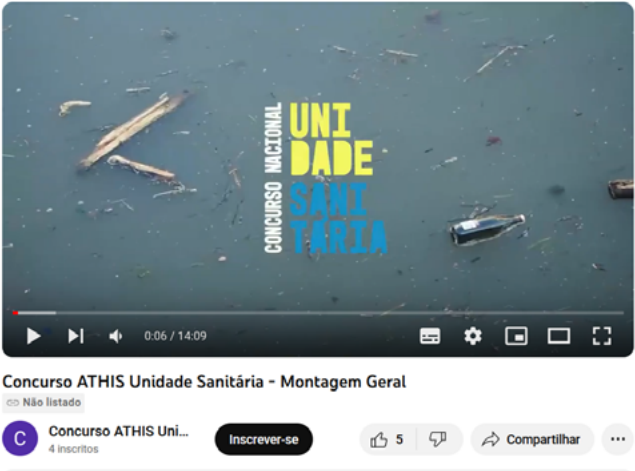 CONCURSO NACIONAL
UNI
DADE
SANI
TÁRIA
0:06 / 14:09
Concurso ATHIS Unidade Sanitária - Montagem Geral
Não listado
C
Concurso ATHIS Uni...
4 inscritos
Inscrever-se
5
Compartilhar